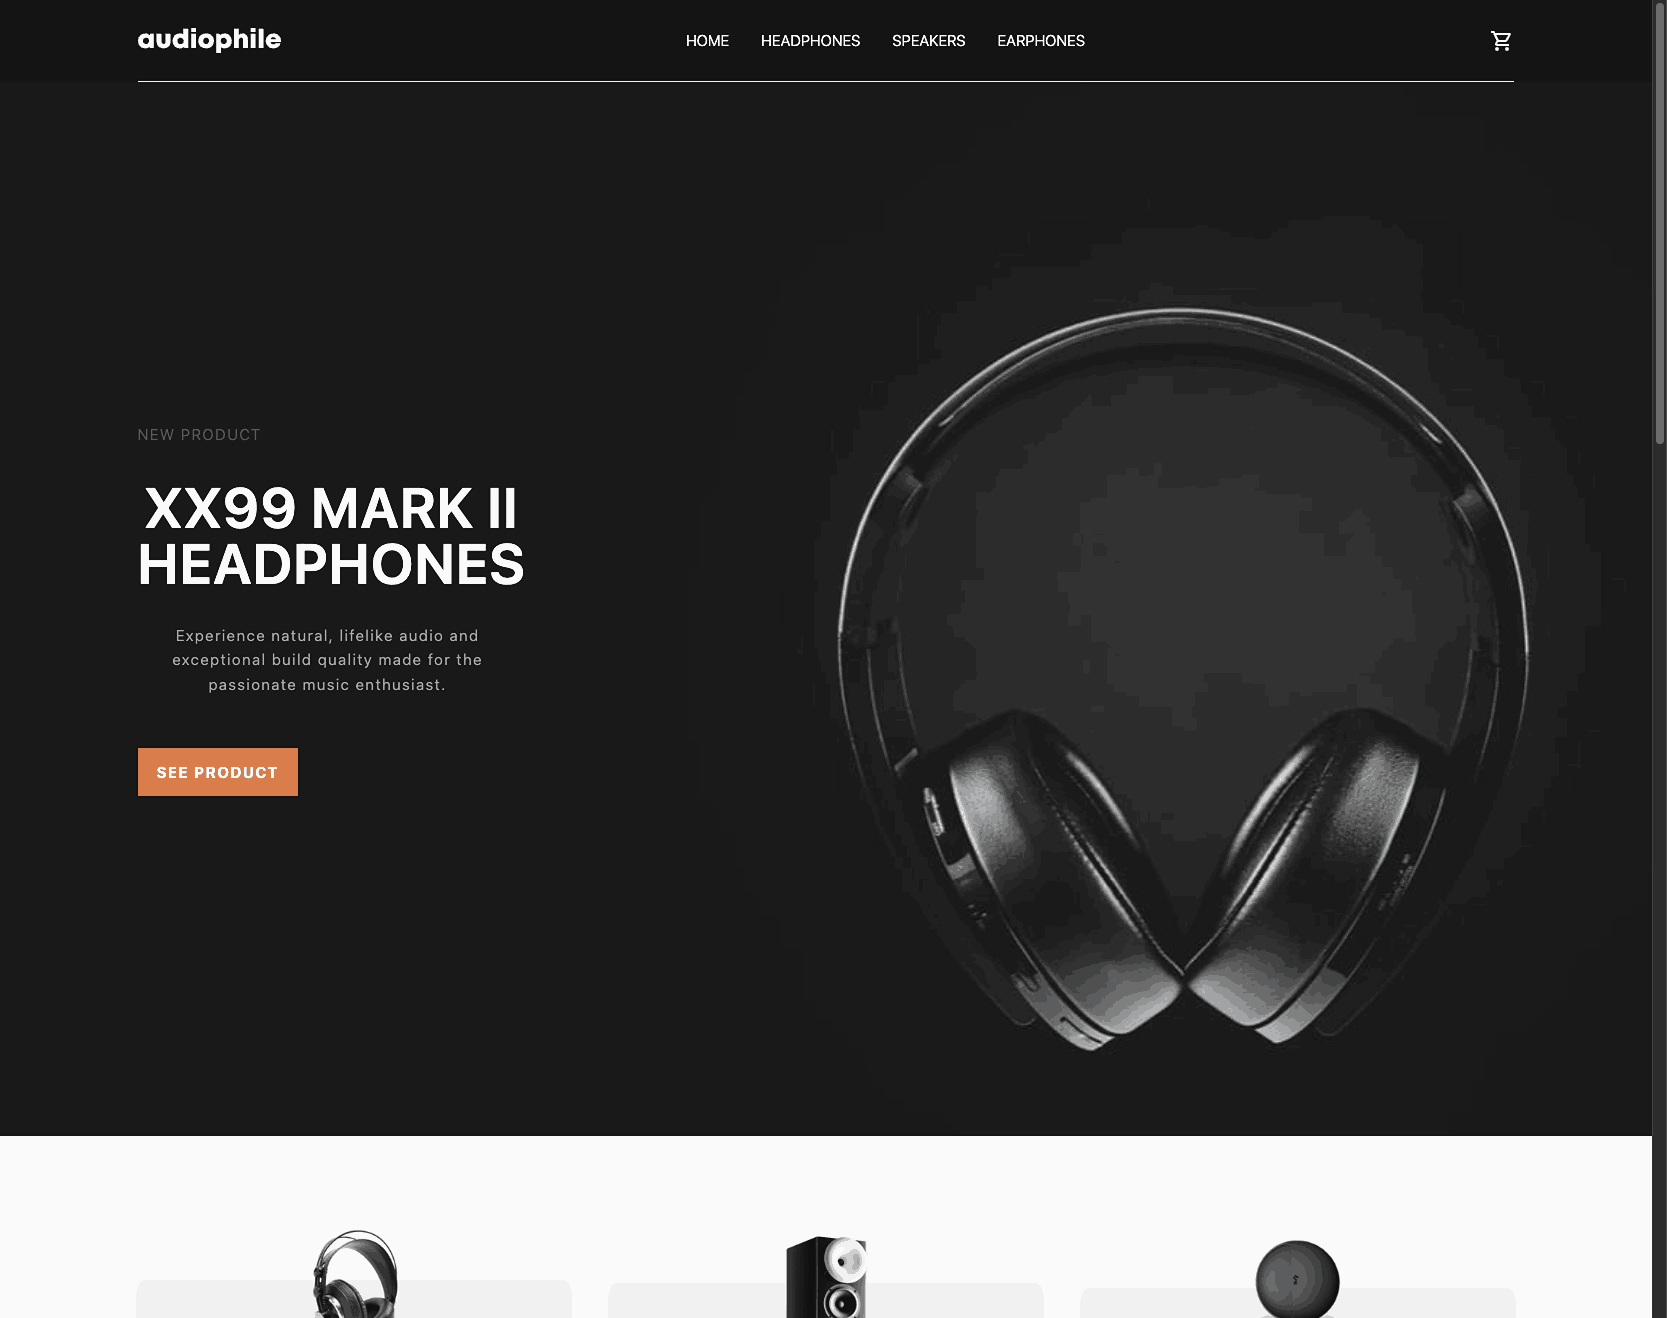 audiophile
HOME HEADPHONES SPEAKERS EARPHONES
NEW PRODUCT
XX99 MARK II
HEADPHONES
Experience natural, lifelike audio and
exceptional build quality made for the
passionate music enthusiast.
SEE PRODUCT